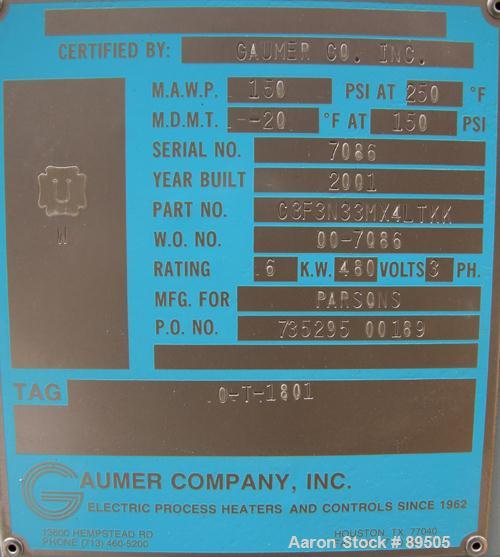 CERTIFIED BY: GAUMER CO. INC.
M.A.W.P. 150 PSI AT 250 °F
M.D.M.T. --20 °F AT 150 PSI
SERIAL NO. 7086
YEAR BUILT 2001
U
W
PART NO. C3F3N33MX4LTKK
W.O. NO. 00-7086
RATING 6 K.W. 480 VOLTS 3 PH.
MFG. FOR PARSONS
P.O. NO. 735295 00189
TAG 0-T-1801
GAUMER COMPANY, INC.
ELECTRIC PROCESS HEATERS AND CONTROLS SINCE 1962
13600 HEMPSTEAD RD HOUSTON, TX 77040
PHONE (713) 460-5200
Aaron Stock # 89505